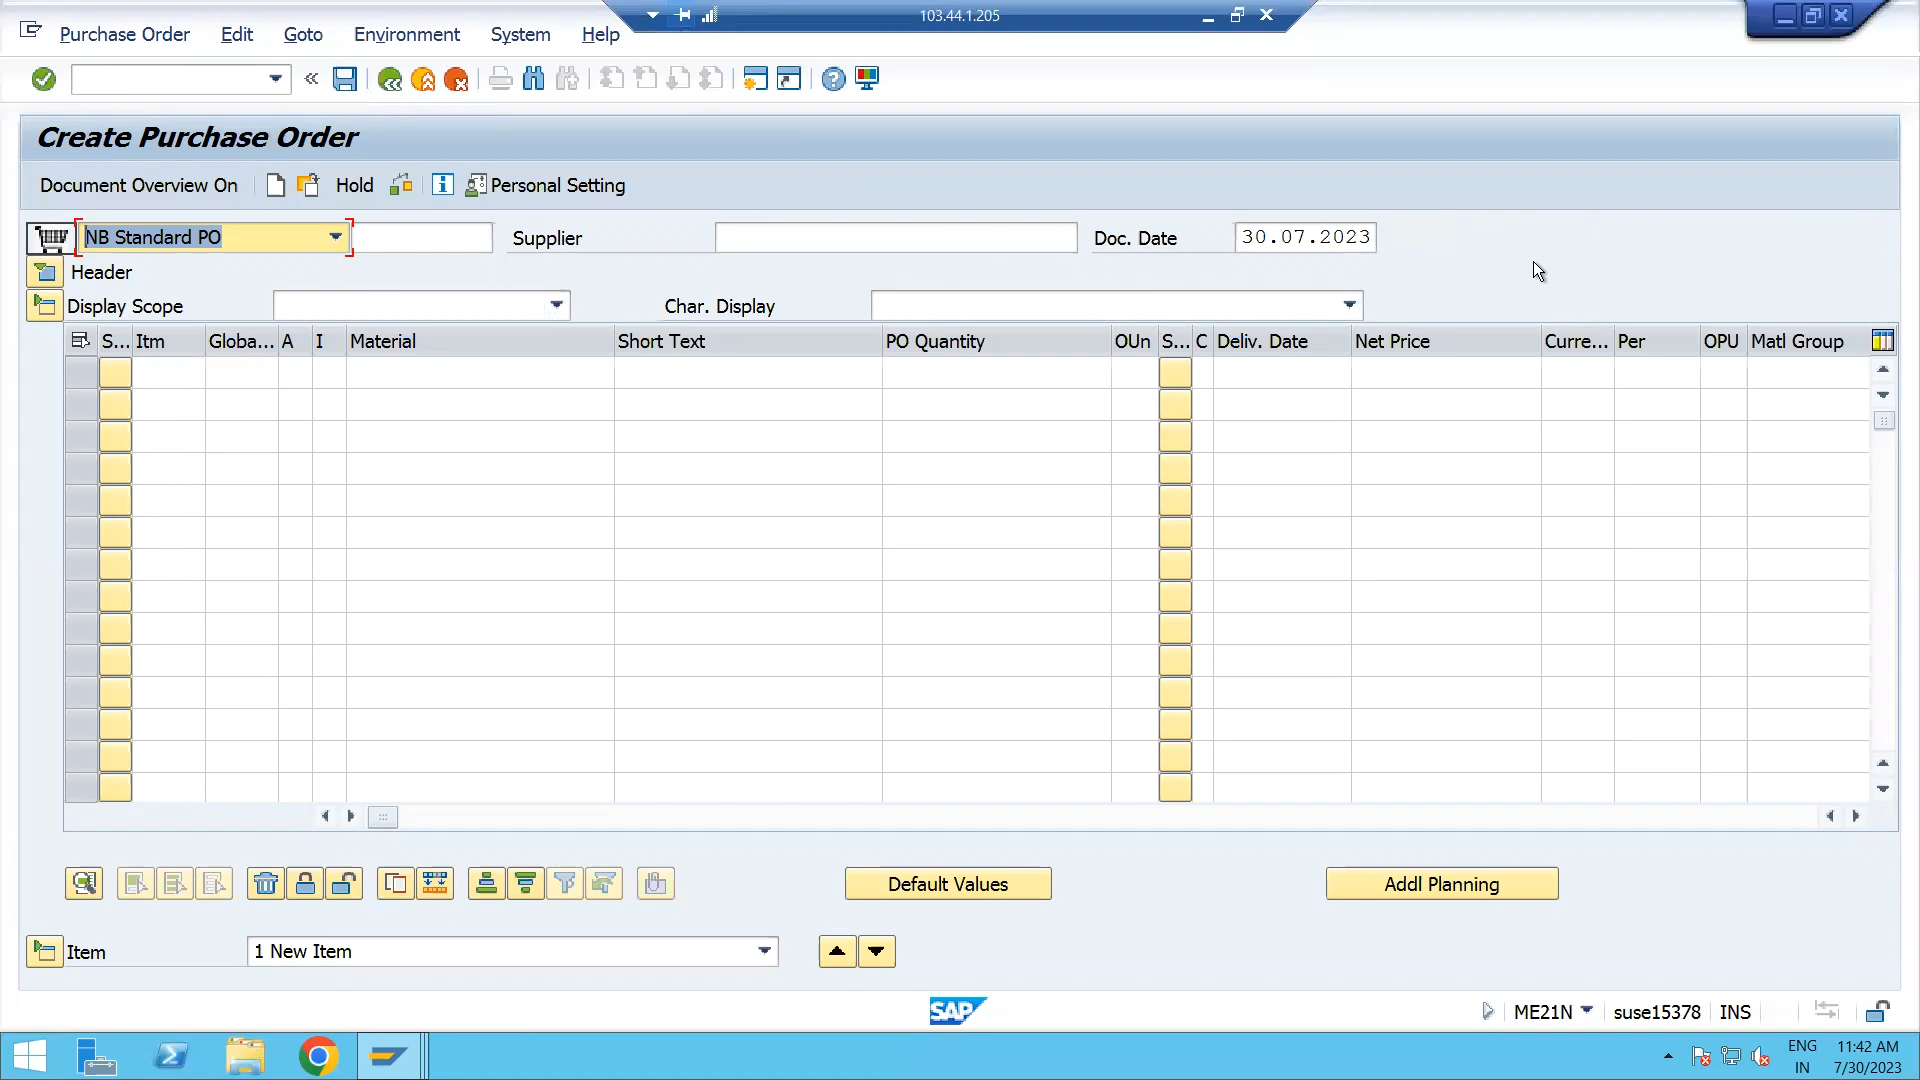 103.44.1.205
Purchase Order Edit Goto Environment System Help
Create Purchase Order
Document Overview On Hold Personal Setting
NB Standard PO Supplier Doc. Date 30.07.2023
Header
Display Scope Char. Display
S... Itm Globa... A I Material Short Text PO Quantity OUn S... C Deliv. Date Net Price Curre... Per OPU Matl Group
Default Values Addl Planning
Item 1 New Item
SAP ME21N suse15378 INS
ENG 11:42 AM
IN 7/30/2023